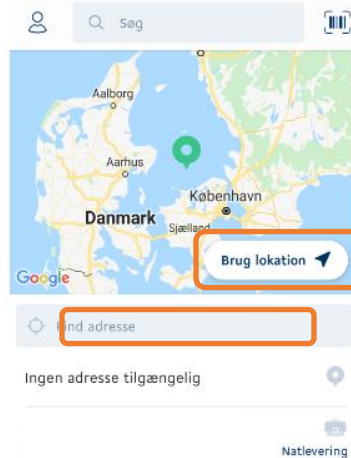 Søg
Aalborg
Aarhus
København
Danmark
Sjælland
Brug lokation
Google
Find adresse
Ingen adresse tilgængelig
Natlevering